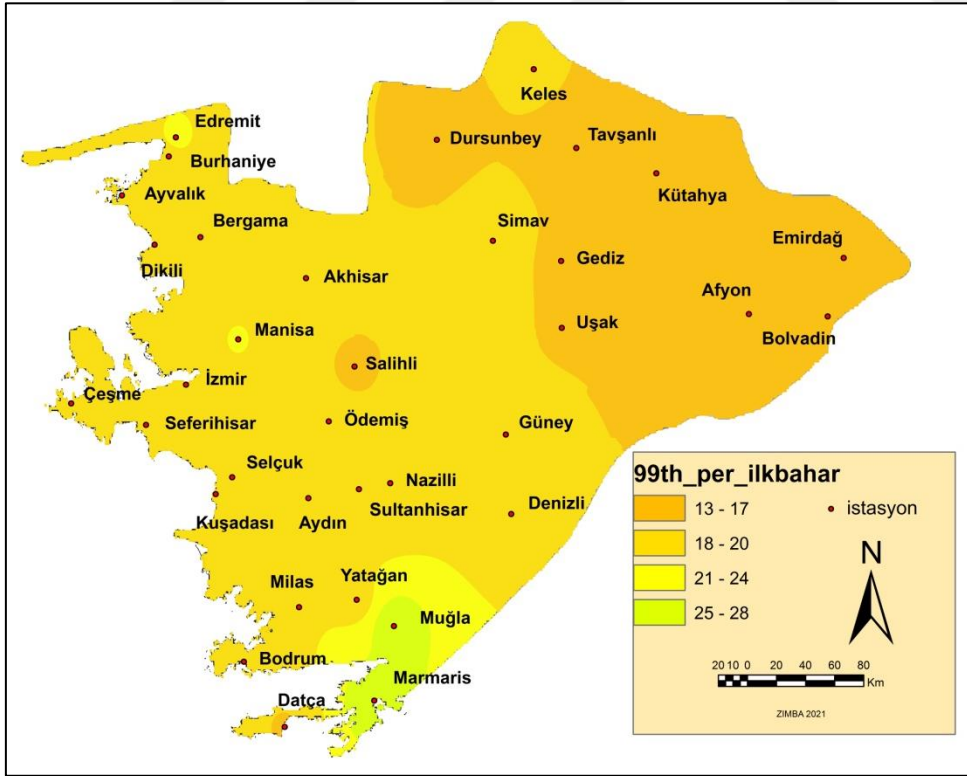 Keles
Edremit
Dursunbey
Tavşanlı
Burhaniye
Kütahya
Ayvalık
Bergama
Simav
Emirdağ
Dikili
Gediz
Akhisar
Afyon
Manisa
Uşak
Bolvadin
Salihli
İzmir
Çeşme
Seferihisar
Ödemiş
Güney
Selçuk
Nazilli
Kuşadası
Aydın
Sultanhisar
Denizli
Milas
Yatağan
Muğla
Bodrum
Marmaris
Datça
99th_per_ilkbahar
13 - 17
istasyon
18 - 20
21 - 24
25 - 28
N
20 10 0 20 40 60 80
Km
ZIMBA 2021